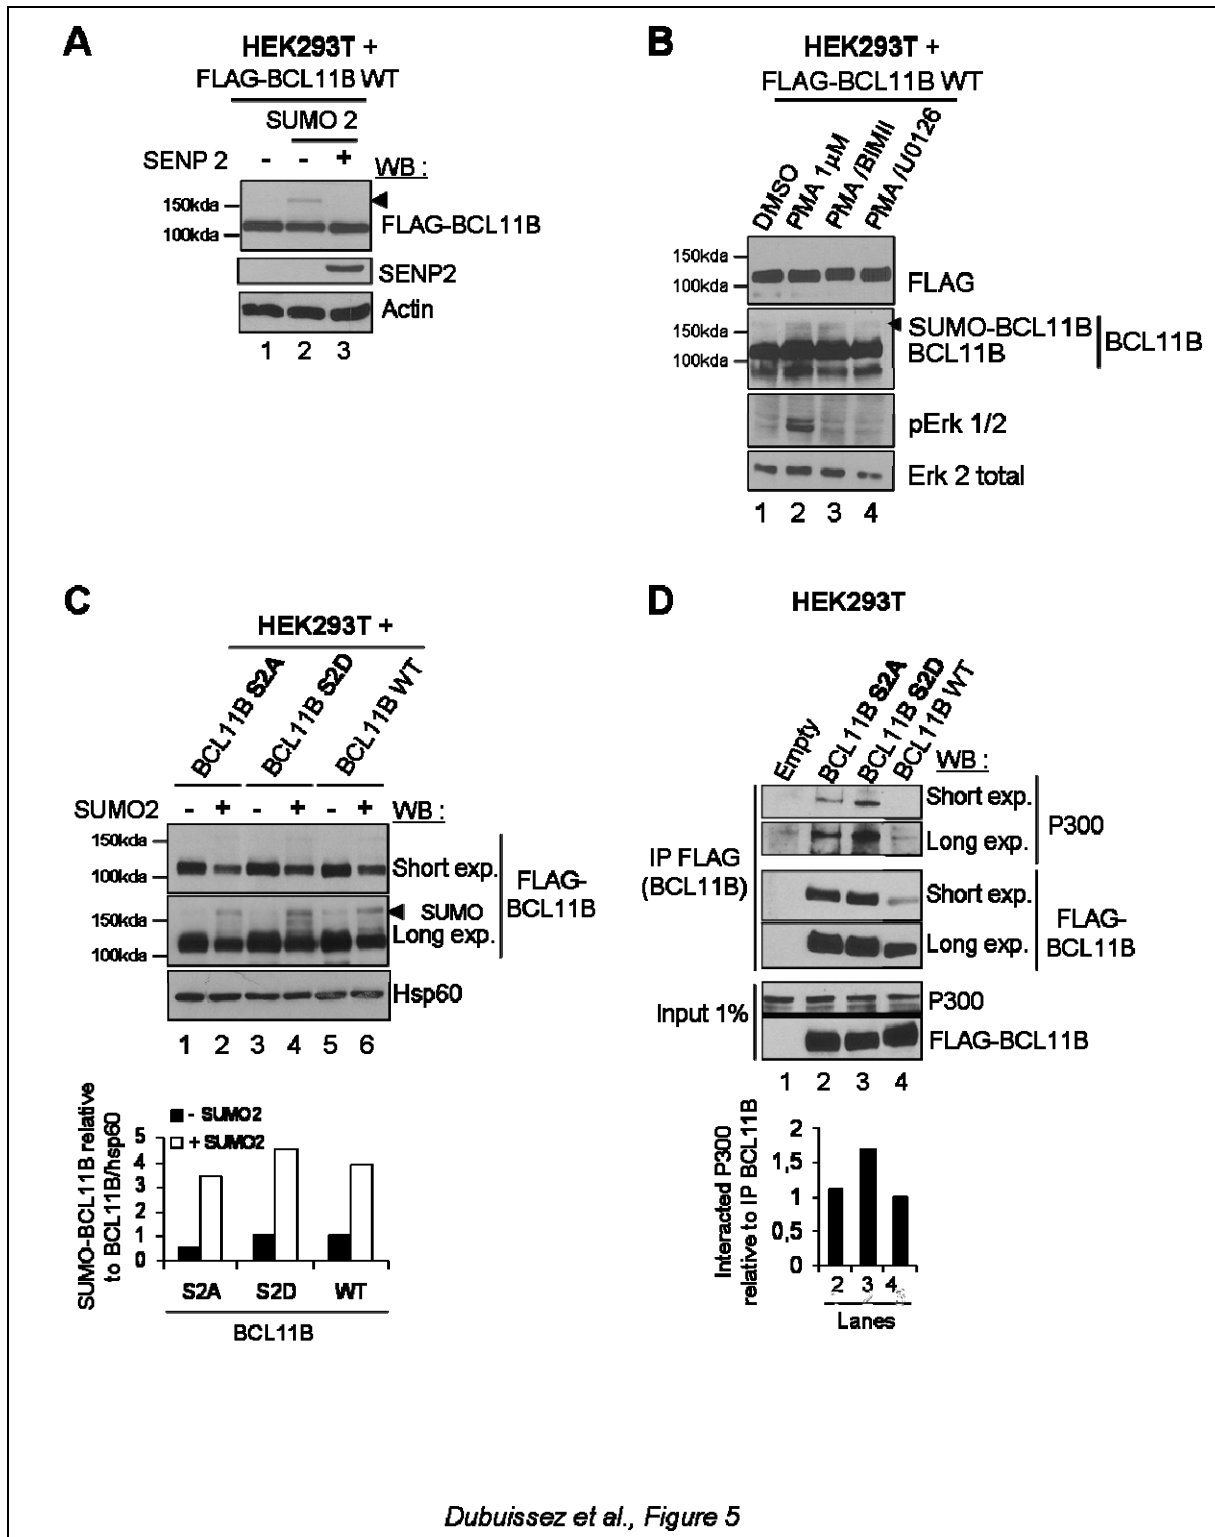 A
HEK293T +
FLAG-BCL11B WT
SUMO 2
SENP 2 - - + WB :
150kda
100kda
FLAG-BCL11B
SENP2
Actin
1 2 3
B
HEK293T +
FLAG-BCL11B WT
DMSO
PMA 1µM
PMA /BIMII
PMA /U0126
150kda
100kda
FLAG
150kda
100kda
SUMO-BCL11B
BCL11B
BCL11B
pErk 1/2
Erk 2 total
1 2 3 4
C
HEK293T +
BCL11B S2A
BCL11B S2D
BCL11B WT
SUMO2 - + - + - + WB :
150kda
100kda
Short exp.
150kda
100kda
SUMO
Long exp.
FLAG-
BCL11B
Hsp60
1 2 3 4 5 6
SUMO-BCL11B relative
to BCL11B/hsp60
- SUMO2
+ SUMO2
5
4
3
2
1
0
S2A S2D WT
BCL11B
D
HEK293T
Empty
BCL11B S2A
BCL11B S2D
BCL11B WT
WB :
IP FLAG
(BCL11B)
Short exp.
Long exp.
P300
Short exp.
Long exp.
FLAG-
BCL11B
Input 1%
P300
FLAG-BCL11B
1 2 3 4
Interacted P300
relative to IP BCL11B
2
1,5
1
0,5
0
2 3 4
Lanes
Dubuissez et al., Figure 5